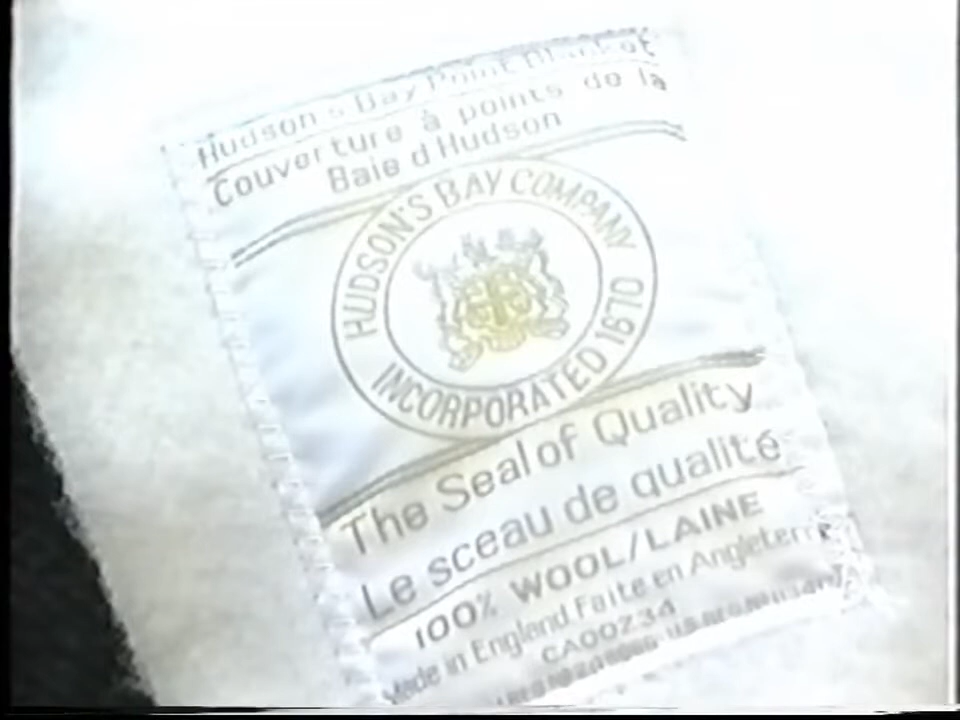 Hudson's Bay Point Blanket
Couverture à points de la
Baie d'Hudson
HUDSON'S BAY COMPANY
INCORPORATED 1670
The Seal of Quality
Le sceau de qualité
100% WOOL/LAINE
Made in England Faite en Angleterre
CA00234